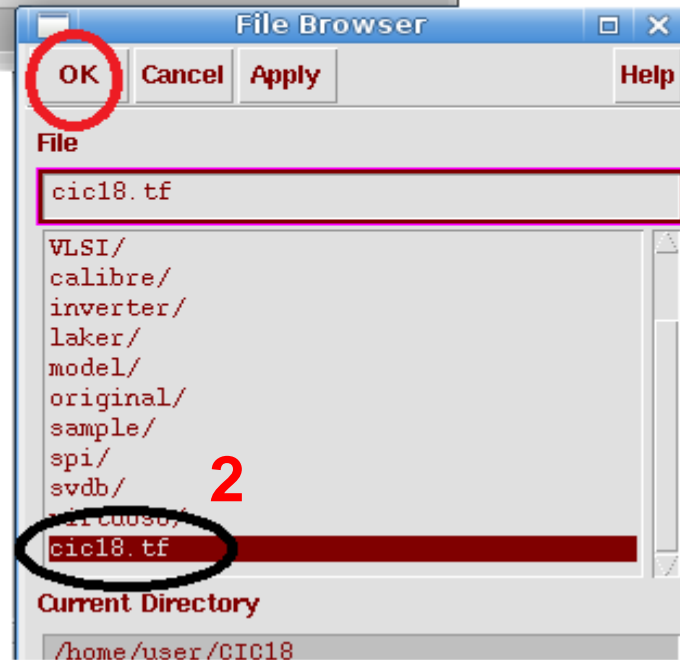 File Browser
OK Cancel Apply Help
File
cic18.tf
VLSI/
calibre/
inverter/
laker/
model/
original/
sample/
spi/
svdb/
2
virtuoso/
cic18.tf
Current Directory
/home/user/CIC18